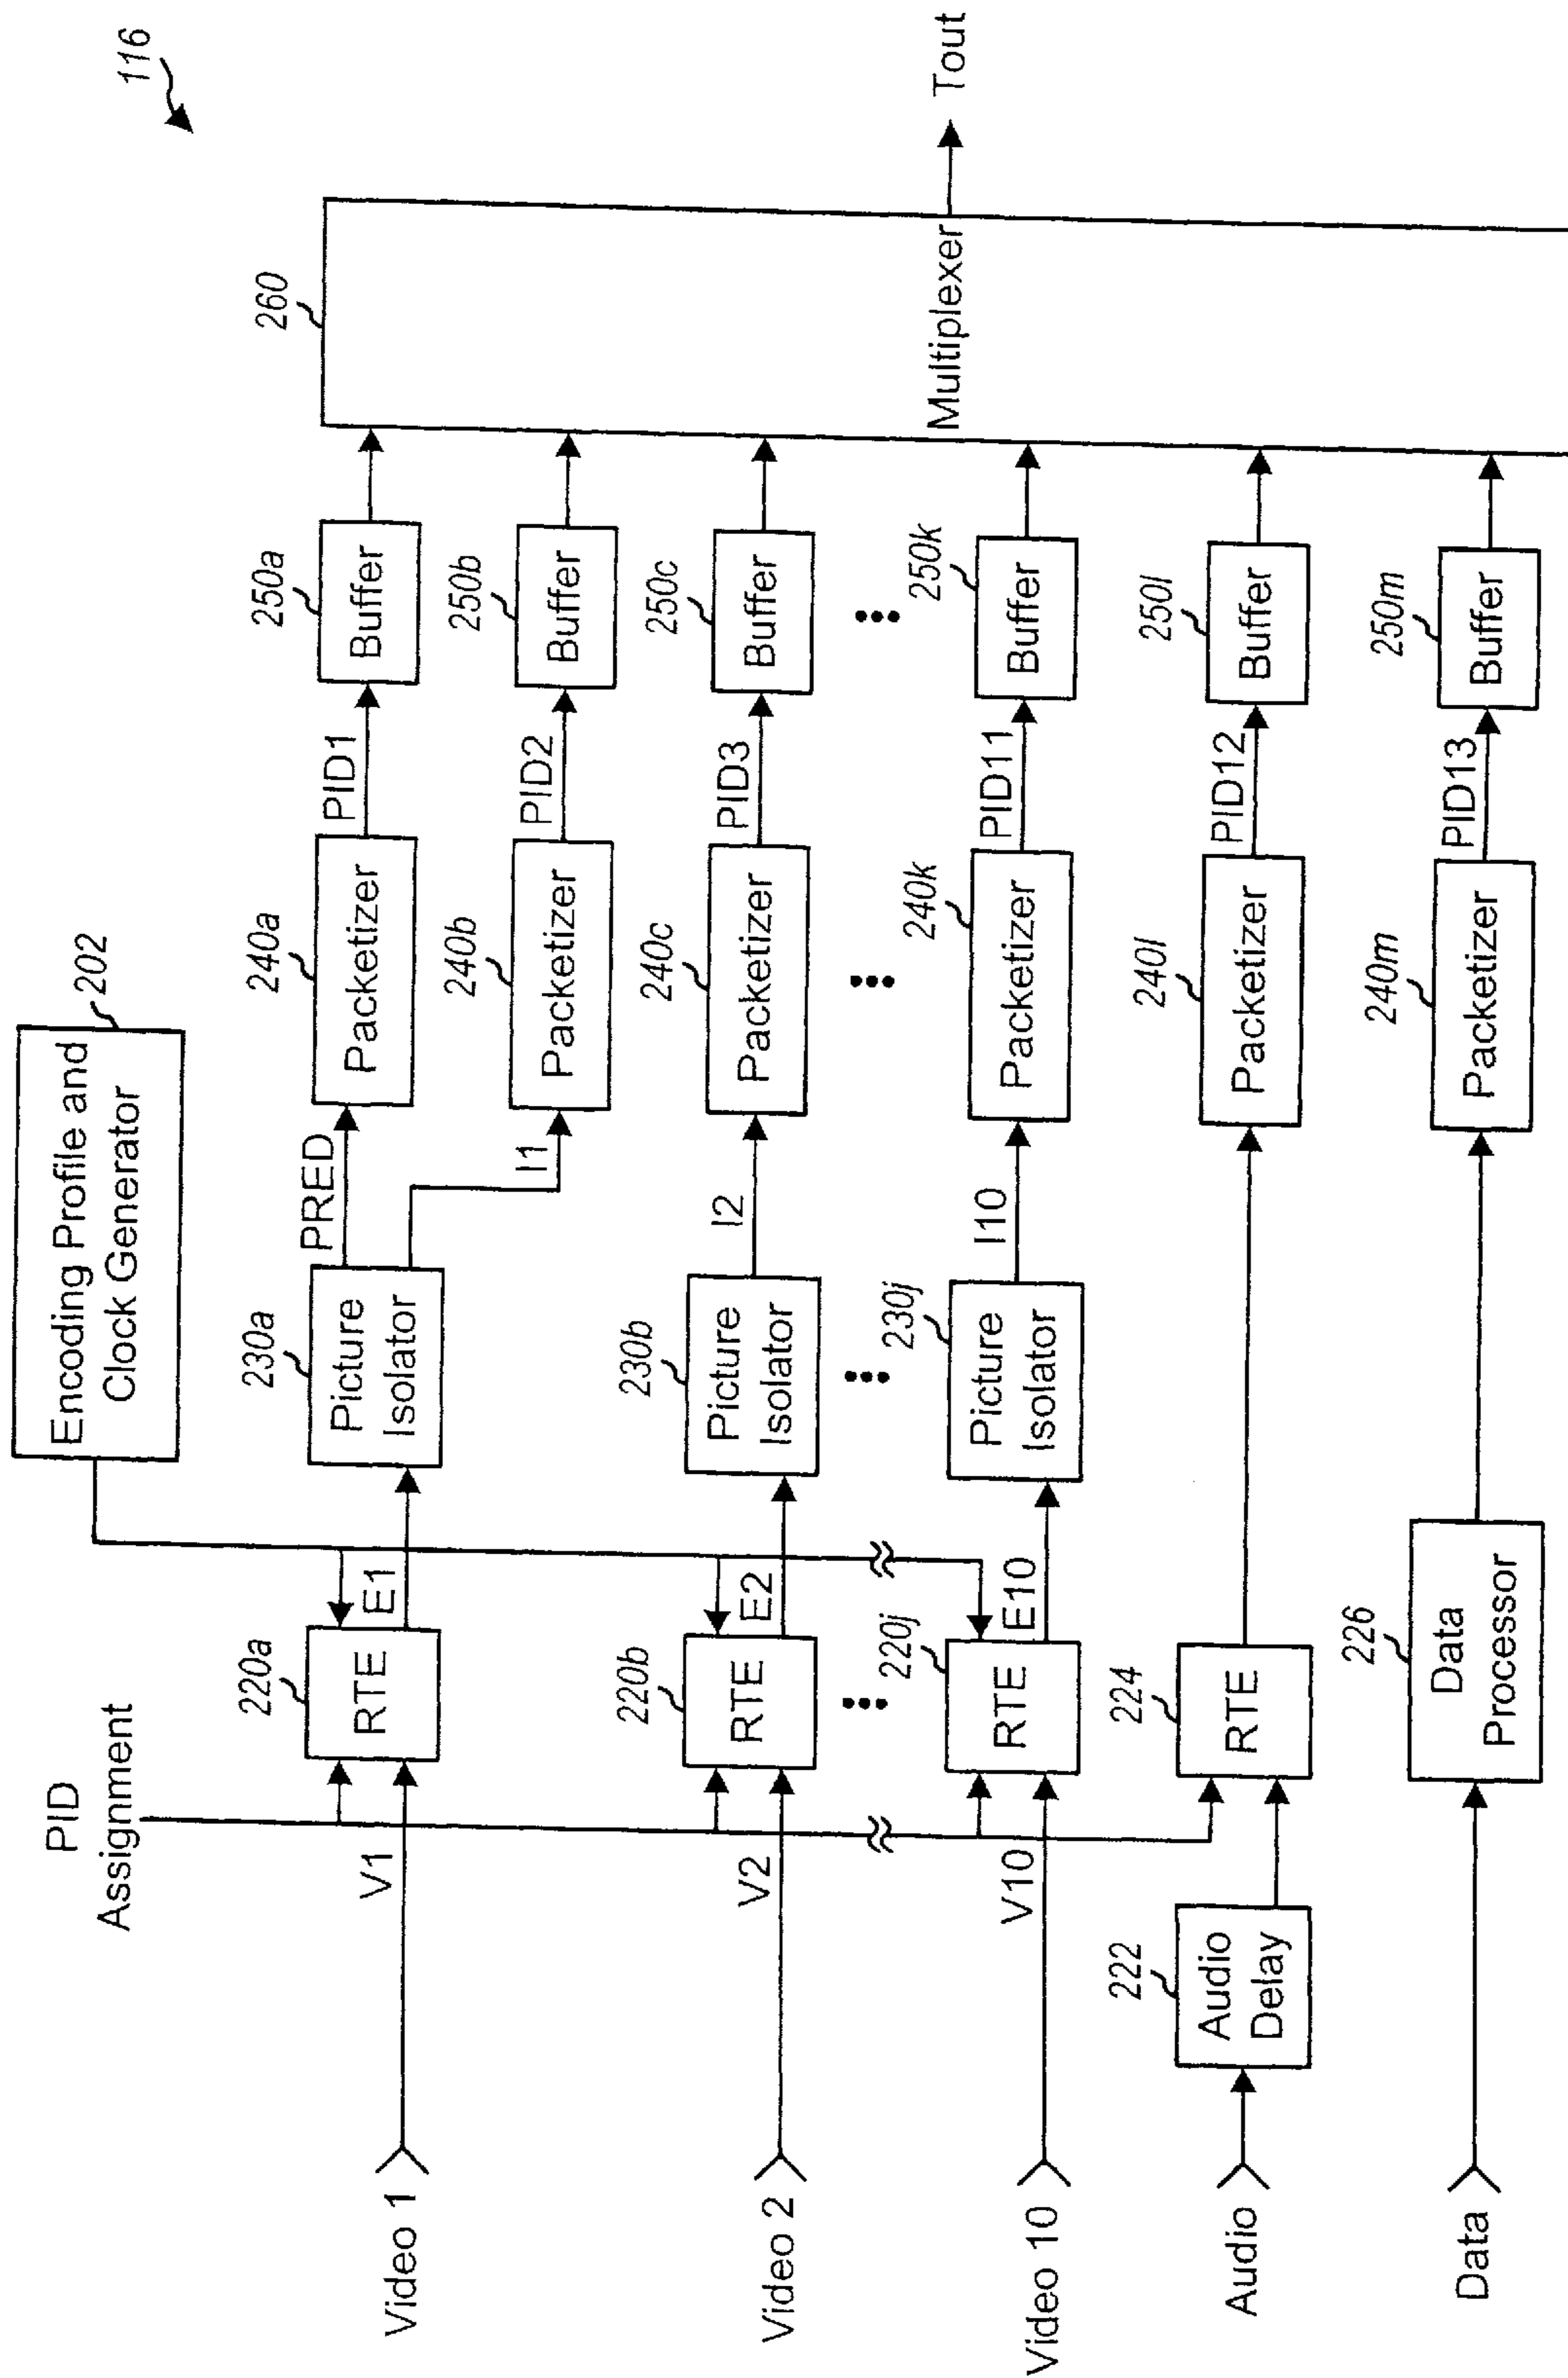 116
PID
Assignment
Encoding Profile and
Clock Generator
202
Video 1
V1
220a
RTE
E1
230a
Picture
Isolator
PRED
I1
240a
Packetizer
PID1
250a
Buffer
240b
Packetizer
PID2
250b
Buffer
260
Multiplexer
Tout
Video 2
V2
220b
RTE
E2
230b
Picture
Isolator
I2
240c
Packetizer
PID3
250c
Buffer
Video 10
V10
220j
RTE
E10
230j
Picture
Isolator
I10
240k
Packetizer
PID11
250k
Buffer
Audio
222
Audio
Delay
224
RTE
240l
Packetizer
PID12
250l
Buffer
Data
226
Data
Processor
240m
Packetizer
PID13
250m
Buffer